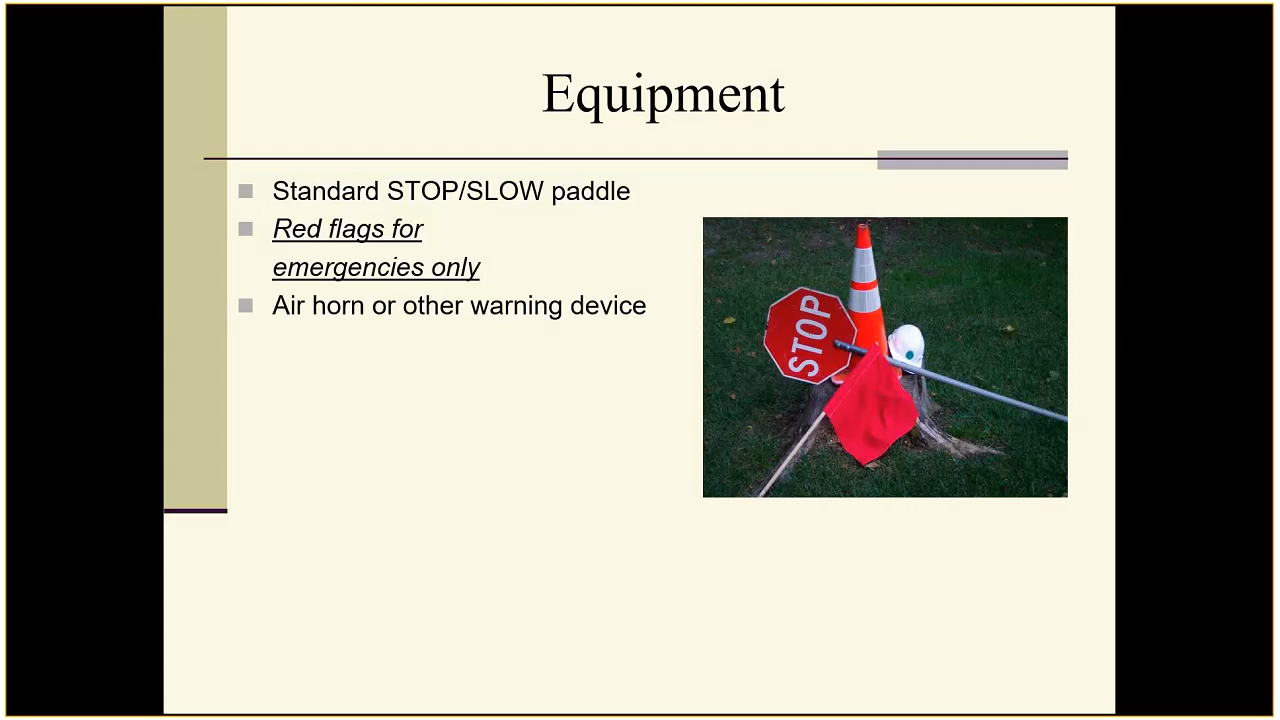 Equipment
Standard STOP/SLOW paddle
Red flags for
emergencies only
Air horn or other warning device
STOP